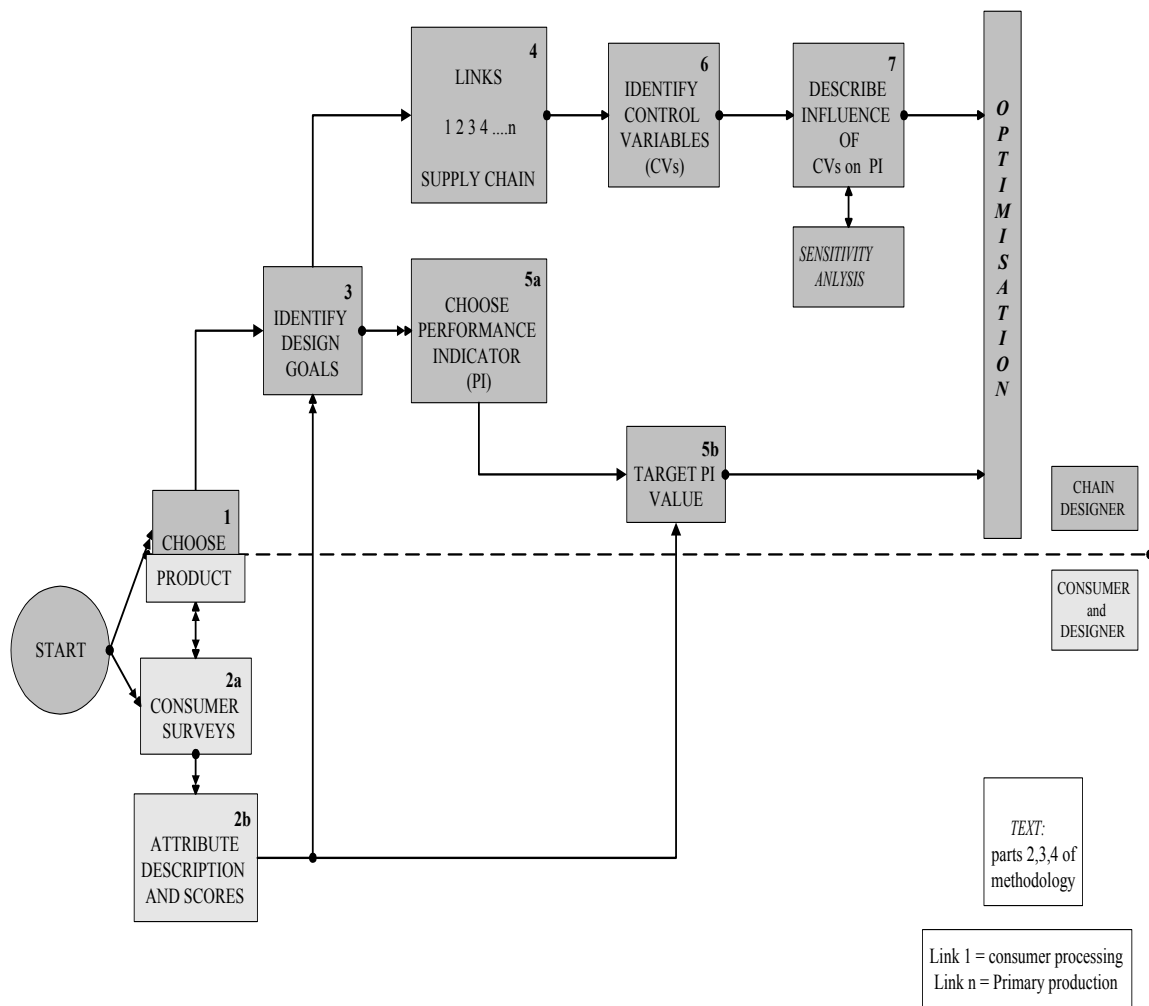 4
LINKS
1 2 3 4 ....n
SUPPLY CHAIN
6
IDENTIFY
CONTROL
VARIABLES
(CVs)
7
DESCRIBE
INFLUENCE
OF
CVs on PI
SENSITIVITY
ANLYSIS
OPTIMISATION
3
IDENTIFY
DESIGN
GOALS
5a
CHOOSE
PERFORMANCE
INDICATOR
(PI)
5b
TARGET PI
VALUE
1
CHOOSE
PRODUCT
START
2a
CONSUMER
SURVEYS
2b
ATTRIBUTE
DESCRIPTION
AND SCORES
CHAIN
DESIGNER
CONSUMER
and
DESIGNER
TEXT:
parts 2,3,4 of
methodology
Link 1 = consumer processing
Link n = Primary production